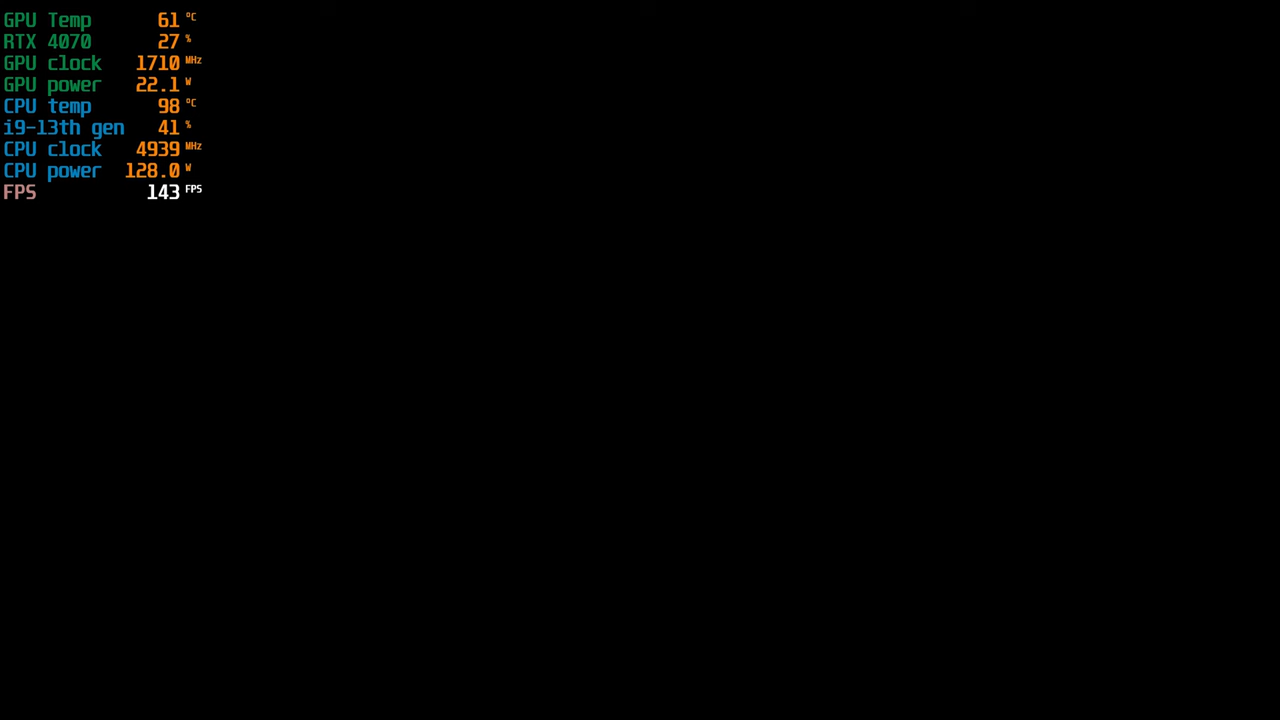 GPU Temp 61 °C
RTX 4070 27 %
GPU clock 1710 MHz
GPU power 22.1 W
CPU temp 98 °C
i9-13th gen 41 %
CPU clock 4939 MHz
CPU power 128.0 W
FPS 143 FPS